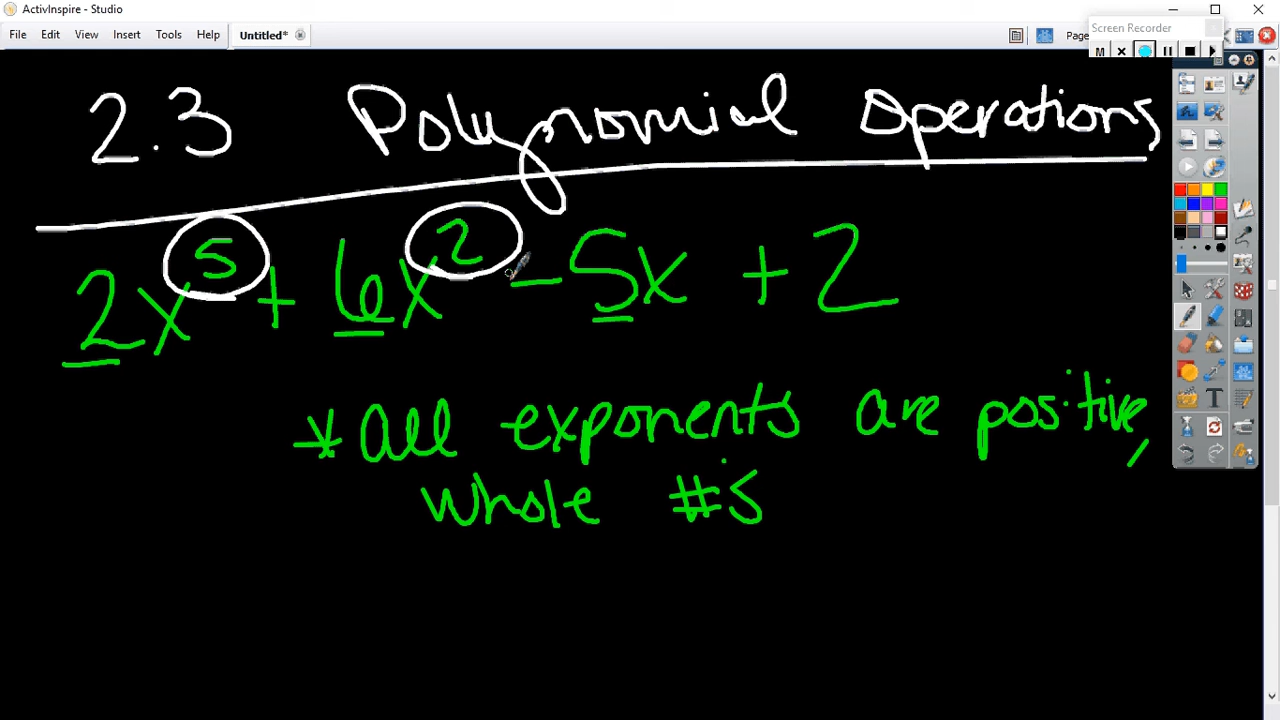 ActivInspire - Studio
File Edit View Insert Tools Help Untitled* Page
Screen Recorder
2.3 Polynomial Operations
2x⁵ + 6x² - 5x + 2
*all exponents are positive,
whole #s